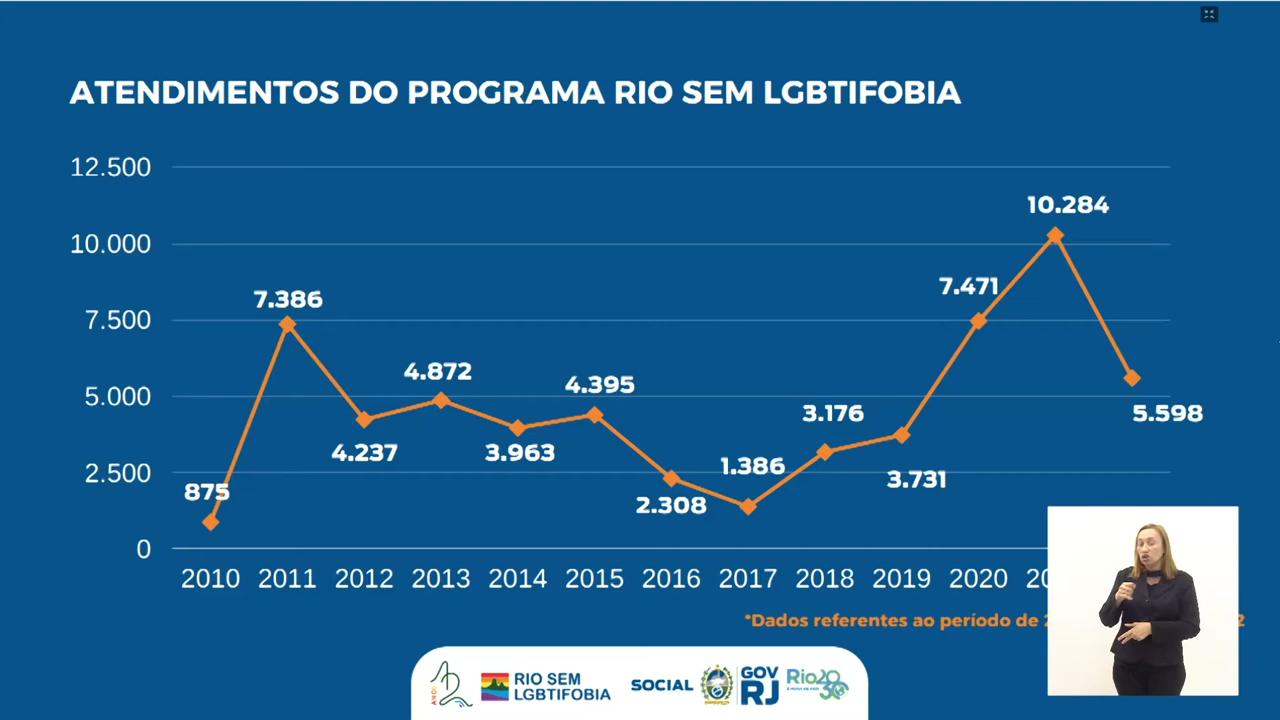 ATENDIMENTOS DO PROGRAMA RIO SEM LGBTIFOBIA
12.500
10.000
7.500
5.000
2.500
0
875
7.386
4.237
4.872
3.963
4.395
2.308
1.386
3.176
3.731
7.471
10.284
5.598
2010 2011 2012 2013 2014 2015 2016 2017 2018 2019 2020
*Dados referentes ao período de
RIO SEM
LGBTIFOBIA
SOCIAL
GOV
RJ
Rio2030